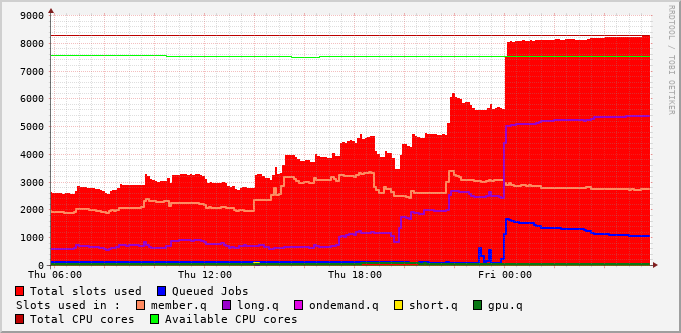 RRDTOOL / TOBI OETIKER
9000
8000
7000
6000
5000
4000
3000
2000
1000
0
Thu 06:00 Thu 12:00 Thu 18:00 Fri 00:00
Total slots used Queued Jobs
Slots used in : member.q long.q ondemand.q short.q gpu.q
Total CPU cores Available CPU cores